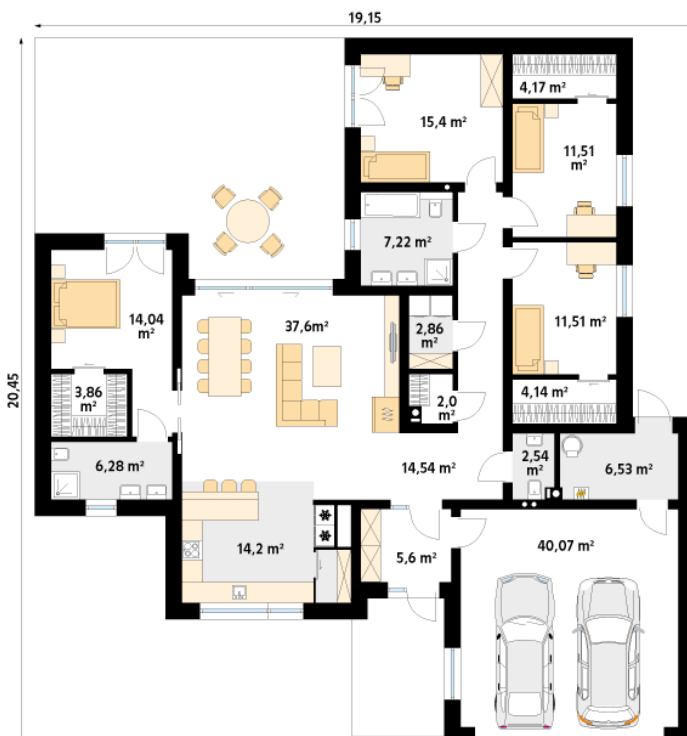 19,15
4,17 m²
15,4 m²
11,51
m²
7,22 m²
14,04
m²
37,6m²
2,86
m²
11,51 m²
20,45
3,86
m²
2,0
m²
4,14 m²
6,28 m²
14,54 m²
2,54
m²
6,53 m²
14,2 m²
5,6 m²
40,07 m²